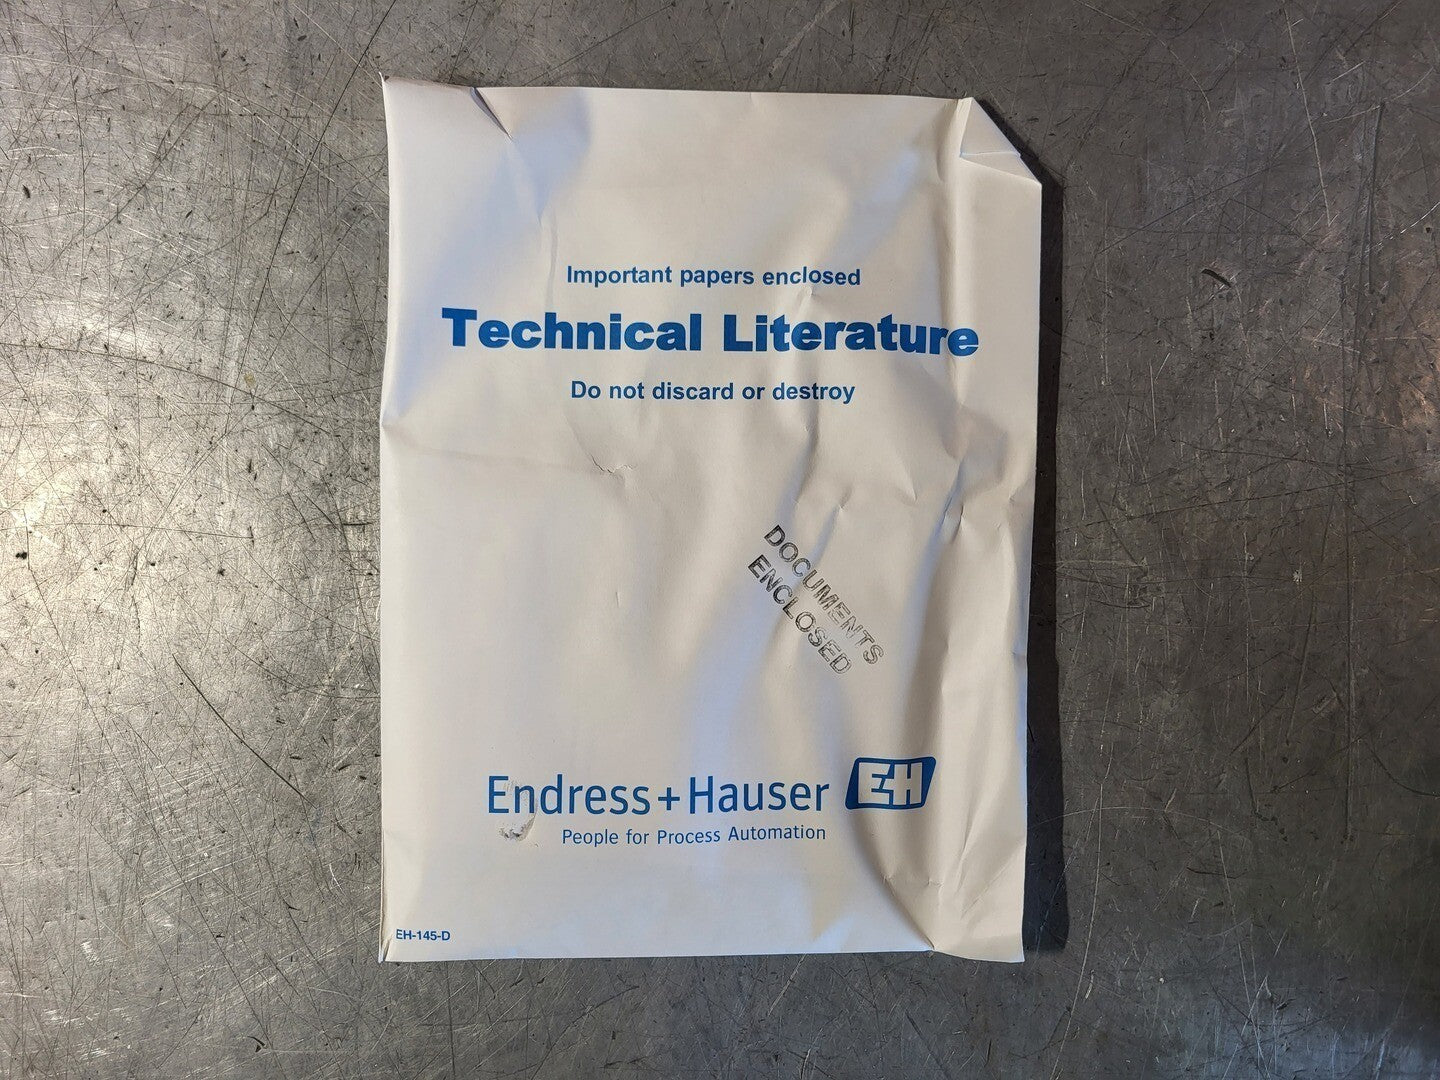 Important papers enclosed
Technical Literature
Do not discard or destroy
DOCUMENTS
ENCLOSED
Endress+Hauser EH
People for Process Automation
EH-145-D